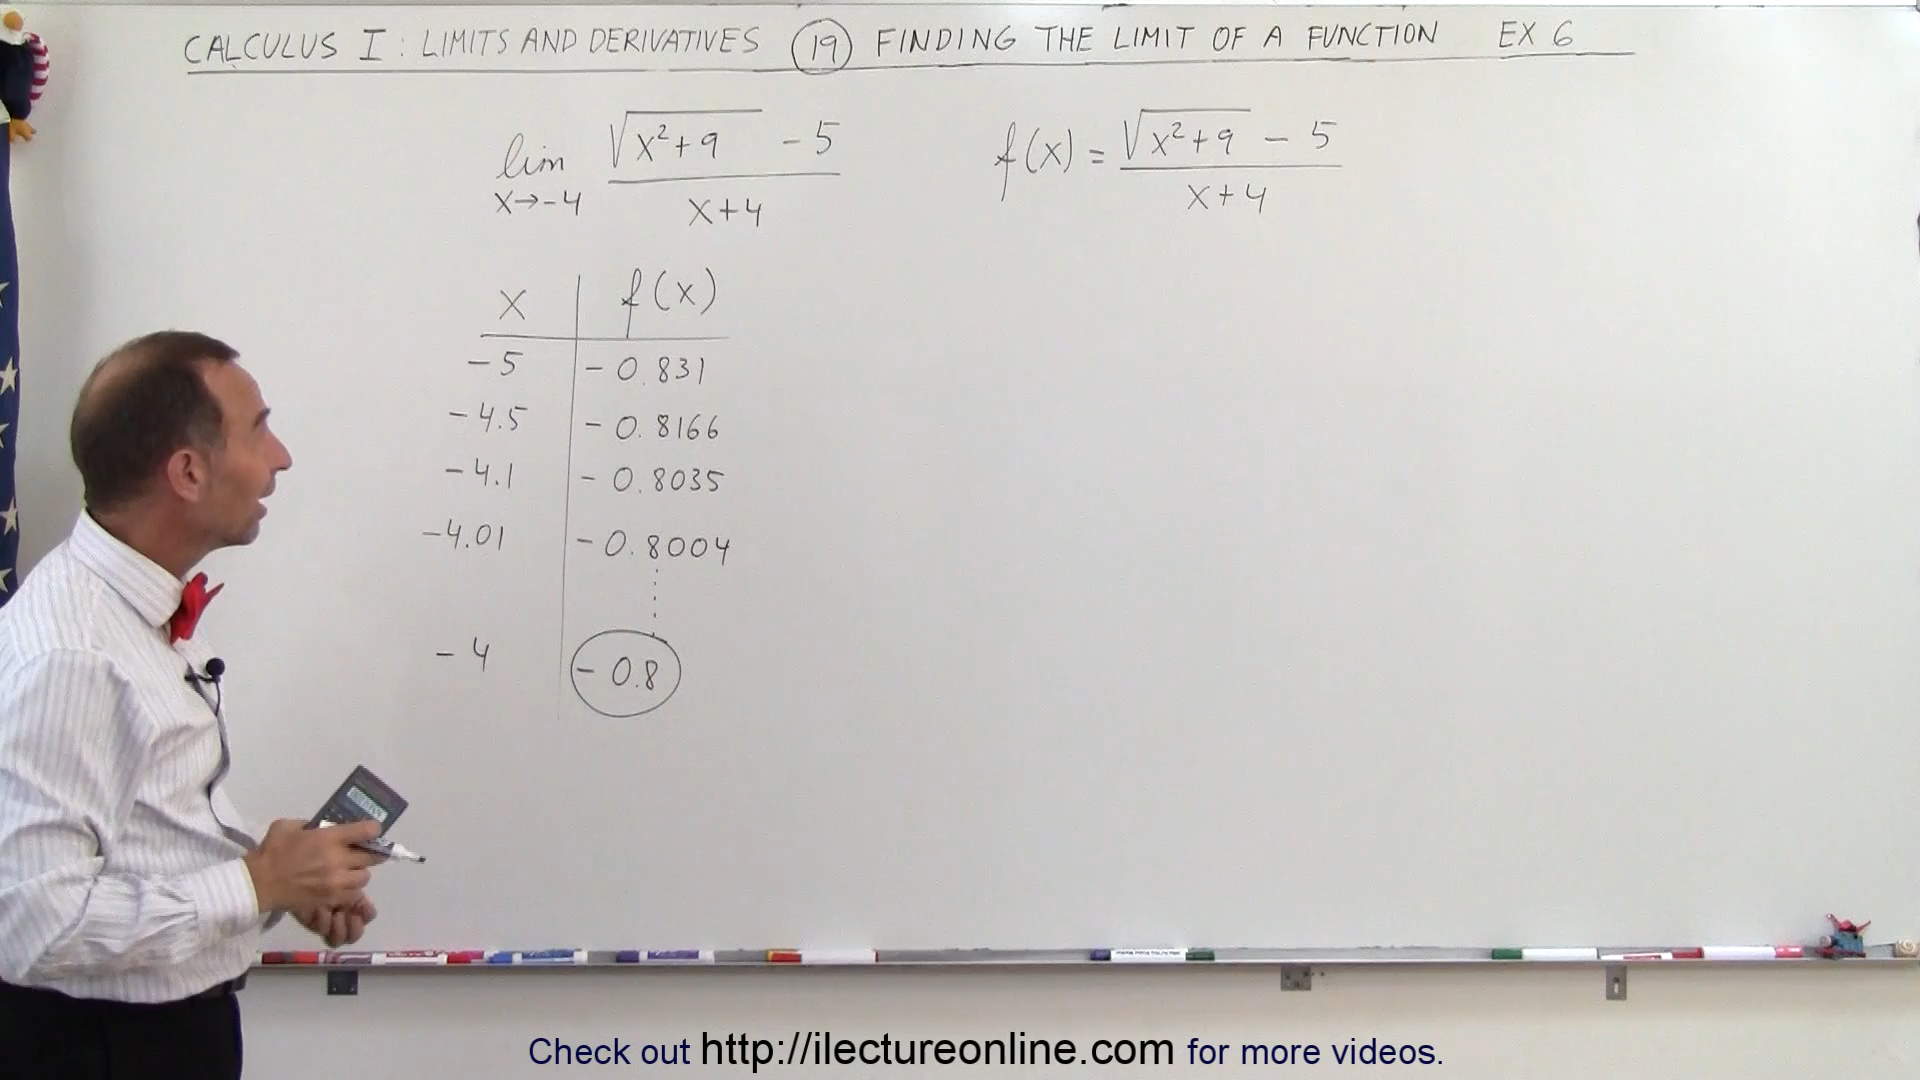 CALCULUS I: LIMITS AND DERIVATIVES (19) FINDING THE LIMIT OF A FUNCTION EX 6
lim x→-4 (√(x²+9) - 5)/(x+4)
f(x) = (√(x²+9) - 5)/(x+4)
x | f(x)
-5 | -0.831
-4.5 | -0.8166
-4.1 | -0.8035
-4.01 | -0.8004
-4 | -0.8
Check out http://ilectureonline.com for more videos.